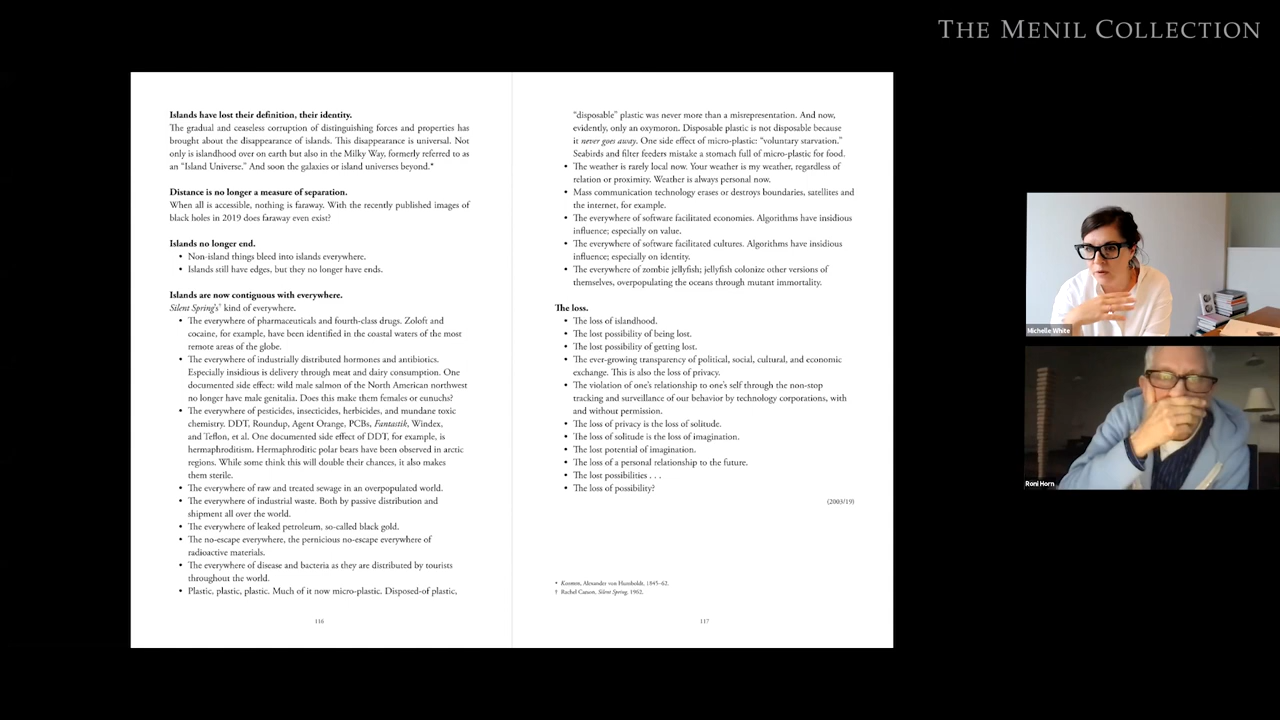 THE MENIL COLLECTION
Islands have lost their definition, their identity.
The gradual and ceaseless corruption of distinguishing forces and properties has
brought about the disappearance of islands. This disappearance is universal. Not
only is islandhood over on earth but also in the Milky Way, formerly referred to as
an “Island Universe.” And soon the galaxies or island universes beyond.*
Distance is no longer a measure of separation.
When all is accessible, nothing is faraway. With the recently published images of
black holes in 2019 does faraway even exist?
Islands no longer end.
• Non-island things bleed into islands everywhere.
• Islands still have edges, but they no longer have ends.
Islands are now contiguous with everywhere.
Silent Spring's† kind of everywhere.
• The everywhere of pharmaceuticals and fourth-class drugs. Zoloft and
cocaine, for example, have been identified in the coastal waters of the most
remote areas of the globe.
• The everywhere of industrially distributed hormones and antibiotics.
Especially insidious is delivery through meat and dairy consumption. One
documented side effect: wild male salmon of the North American northwest
no longer have male genitalia. Does this make them females or eunuchs?
• The everywhere of pesticides, insecticides, herbicides, and mundane toxic
chemistry. DDT, Roundup, Agent Orange, PCBs, Fantastik, Windex,
and Teflon, et al. One documented side effect of DDT, for example, is
hermaphroditism. Hermaphroditic polar bears have been observed in arctic
regions. While some think this will double their chances, it also makes
them sterile.
• The everywhere of raw and treated sewage in an overpopulated world.
• The everywhere of industrial waste. Both by passive distribution and
shipment all over the world.
• The everywhere of leaked petroleum, so-called black gold.
• The no-escape everywhere, the pernicious no-escape everywhere of
radioactive materials.
• The everywhere of disease and bacteria as they are distributed by tourists
throughout the world.
• Plastic, plastic, plastic. Much of it now micro-plastic. Disposed-of plastic,
116
“disposable” plastic was never more than a misrepresentation. And now,
evidently, only an oxymoron. Disposable plastic is not disposable because
it never goes away. One side effect of micro-plastic: “voluntary starvation.”
Seabirds and filter feeders mistake a stomach full of micro-plastic for food.
• The weather is rarely local now. Your weather is my weather, regardless of
relation or proximity. Weather is always personal now.
• Mass communication technology erases or destroys boundaries, satellites and
the internet, for example.
• The everywhere of software facilitated economies. Algorithms have insidious
influence; especially on value.
• The everywhere of software facilitated cultures. Algorithms have insidious
influence; especially on identity.
• The everywhere of zombie jellyfish; jellyfish colonize other versions of
themselves, overpopulating the oceans through mutant immortality.
The loss.
• The loss of islandhood.
• The lost possibility of being lost.
• The lost possibility of getting lost.
• The ever-growing transparency of political, social, cultural, and economic
exchange. This is also the loss of privacy.
• The violation of one's relationship to one's self through the non-stop
tracking and surveillance of our behavior by technology corporations, with
and without permission.
• The loss of privacy is the loss of solitude.
• The loss of solitude is the loss of imagination.
• The lost potential of imagination.
• The loss of a personal relationship to the future.
• The lost possibilities . . .
• The loss of possibility?
(2003/19)
* Kosmos, Alexander von Humboldt, 1845–62.
† Rachel Carson, Silent Spring, 1962.
117
Michelle White
Roni Horn